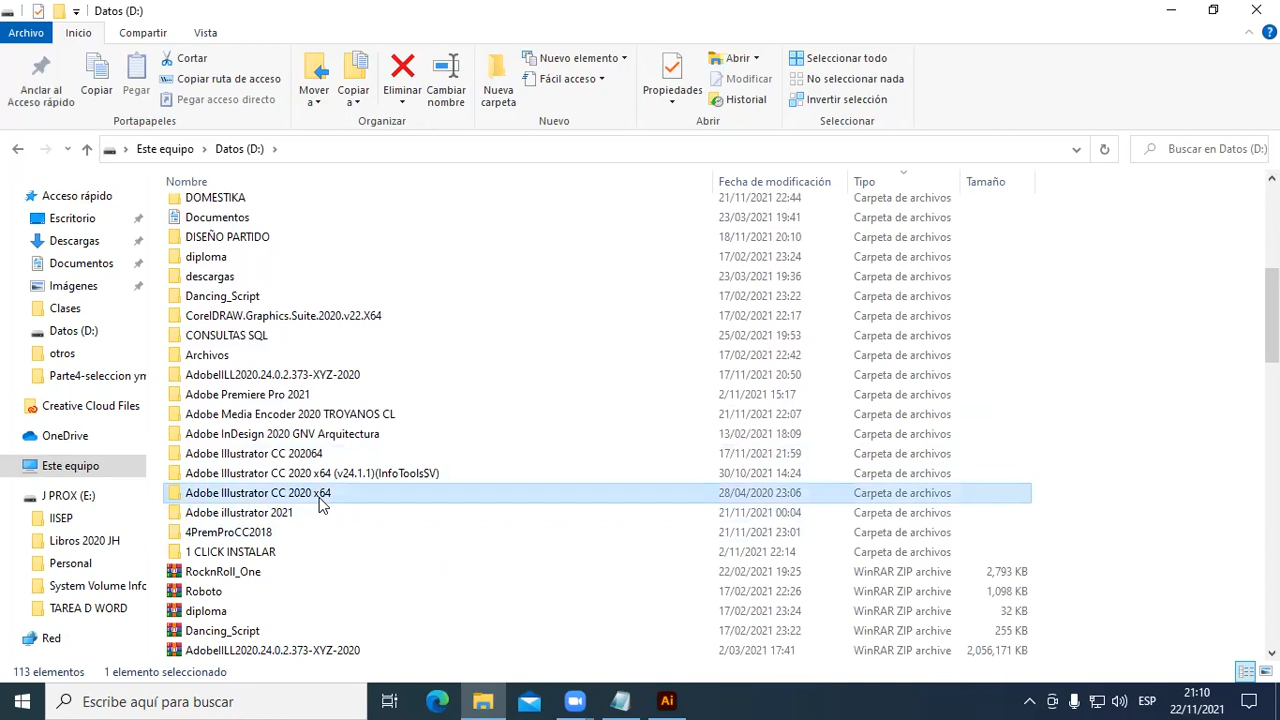 Datos (D:)
Archivo Inicio Compartir Vista
Anclar al Acceso rápido
Copiar
Pegar
Cortar
Copiar ruta de acceso
Pegar acceso directo
Portapapeles
Mover a
Copiar a
Eliminar
Cambiar nombre
Organizar
Nueva carpeta
Nuevo elemento
Fácil acceso
Nuevo
Propiedades
Abrir
Modificar
Historial
Abrir
Seleccionar todo
No seleccionar nada
Invertir selección
Seleccionar
Este equipo > Datos (D:) >
Buscar en Datos (D:)
Acceso rápido
Escritorio
Descargas
Documentos
Imágenes
Clases
Datos (D:)
otros
Parte4-seleccion ym
Creative Cloud Files
OneDrive
Este equipo
J PROX (E:)
IISEP
Libros 2020 JH
Personal
System Volume Info
TAREA D WORD
Red
Nombre Fecha de modificación Tipo Tamaño
DOMESTIKA 21/11/2021 22:44 Carpeta de archivos
Documentos 23/03/2021 19:41 Carpeta de archivos
DISEÑO PARTIDO 18/11/2021 20:10 Carpeta de archivos
diploma 17/02/2021 23:24 Carpeta de archivos
descargas 23/03/2021 19:36 Carpeta de archivos
Dancing_Script 17/02/2021 23:22 Carpeta de archivos
CorelDRAW.Graphics.Suite.2020.v22.X64 17/02/2021 22:17 Carpeta de archivos
CONSULTAS SQL 25/02/2021 19:53 Carpeta de archivos
Archivos 17/02/2021 22:42 Carpeta de archivos
AdobeIILL2020.24.0.2.373-XYZ-2020 17/11/2021 20:50 Carpeta de archivos
Adobe Premiere Pro 2021 2/11/2021 15:17 Carpeta de archivos
Adobe Media Encoder 2020 TROYANOS CL 21/11/2021 22:07 Carpeta de archivos
Adobe InDesign 2020 GNV Arquitectura 13/02/2021 18:09 Carpeta de archivos
Adobe Illustrator CC 202064 17/11/2021 21:59 Carpeta de archivos
Adobe Illustrator CC 2020 x64 (v24.1.1)(InfoToolsSV) 30/10/2021 14:24 Carpeta de archivos
Adobe Illustrator CC 2020 x64 28/04/2020 23:06 Carpeta de archivos
Adobe illustrator 2021 21/11/2021 00:04 Carpeta de archivos
4PremProCC2018 21/11/2021 23:01 Carpeta de archivos
1 CLICK INSTALAR 2/11/2021 22:14 Carpeta de archivos
RocknRoll_One 22/02/2021 19:25 WinRAR ZIP archive 2,793 KB
Roboto 17/02/2021 22:26 WinRAR ZIP archive 1,098 KB
diploma 17/02/2021 23:24 WinRAR ZIP archive 32 KB
Dancing_Script 17/02/2021 23:22 WinRAR ZIP archive 255 KB
AdobeIILL2020.24.0.2.373-XYZ-2020 2/03/2021 17:41 WinRAR ZIP archive 2,056,171 KB
113 elementos 1 elemento seleccionado
Escribe aquí para buscar
Ai
ESP
21:10
22/11/2021